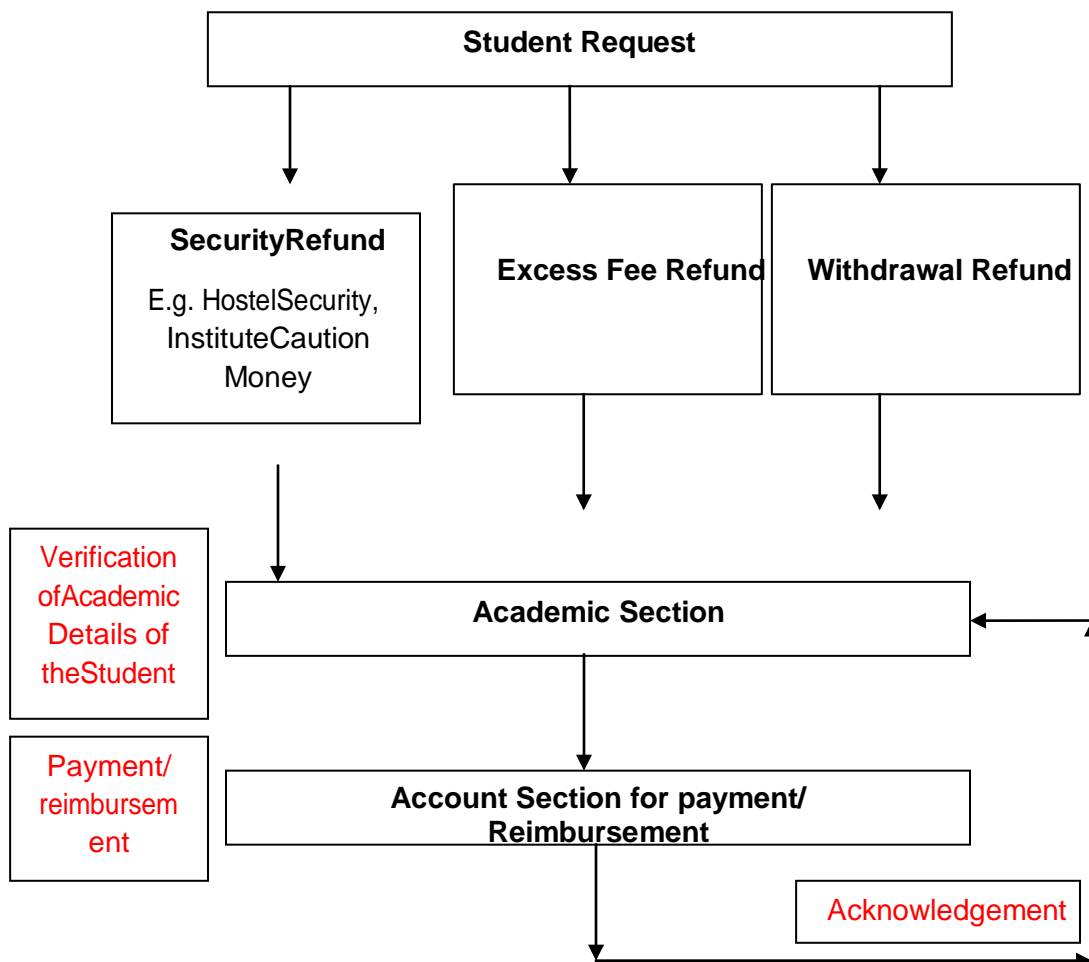 Student Request
SecurityRefund
E.g. HostelSecurity,
InstituteCaution
Money
Excess Fee Refund
Withdrawal Refund
Verification
ofAcademic
Details of
theStudent
Academic Section
Payment/
reimbursem
ent
Account Section for payment/
Reimbursement
Acknowledgement